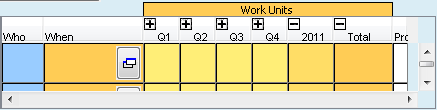 Work Units
Who When Q1 Q2 Q3 Q4 2011 Total Pro